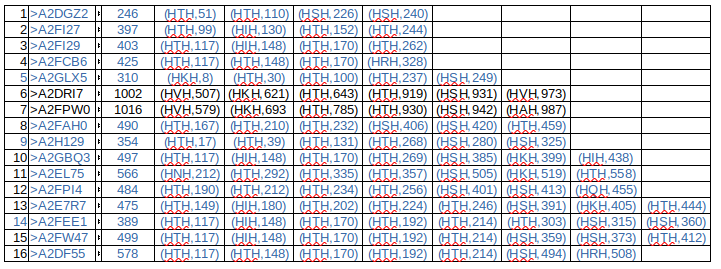 1 >A2DGZ2 246 (HTH,51) (HTH,110) (HSH,226) (HSH,240)
2 >A2FI27 397 (HTH,99) (HIH,130) (HTH,152) (HTH,244)
3 >A2FI29 403 (HTH,117) (HIH,148) (HTH,170) (HTH,262)
4 >A2FCB6 425 (HTH,117) (HTH,148) (HTH,170) (HRH,328)
5 >A2GLX5 310 (HKH,8) (HTH,30) (HTH,100) (HTH,237) (HSH,249)
6 >A2DRI7 1002 (HVH,507) (HKH,621) (HTH,643) (HTH,919) (HSH,931) (HVH,973)
7 >A2FPW0 1016 (HVH,579) (HKH,693 (HTH,785) (HTH,930) (HSH,942) (HAH,987)
8 >A2FAH0 490 (HTH,167) (HTH,210) (HTH,232) (HSH,406) (HSH,420) (HTH,459)
9 >A2H129 354 (HTH,17) (HTH,39) (HTH,131) (HTH,268) (HSH,280) (HSH,325)
10 >A2GBQ3 497 (HTH,117) (HIH,148) (HTH,170) (HTH,269) (HSH,385) (HKH,399) (HIH,438)
11 >A2EL75 566 (HNH,212) (HTH,292) (HTH,335) (HTH,357) (HSH,505) (HKH,519) (HTH,558)
12 >A2FPI4 484 (HTH,190) (HTH,212) (HTH,234) (HTH,256) (HSH,401) (HSH,413) (HQH,455)
13 >A2E7R7 475 (HTH,149) (HIH,180) (HTH,202) (HTH,224) (HTH,246) (HSH,391) (HKH,405) (HTH,444)
14 >A2FEE1 389 (HTH,117) (HIH,148) (HTH,170) (HTH,192) (HTH,214) (HTH,303) (HSH,315) (HSH,360)
15 >A2FW47 499 (HTH,117) (HIH,148) (HTH,170) (HTH,192) (HTH,214) (HSH,359) (HSH,373) (HTH,412)
16 >A2DF55 578 (HTH,117) (HTH,148) (HTH,170) (HTH,192) (HTH,214) (HSH,494) (HRH,508)